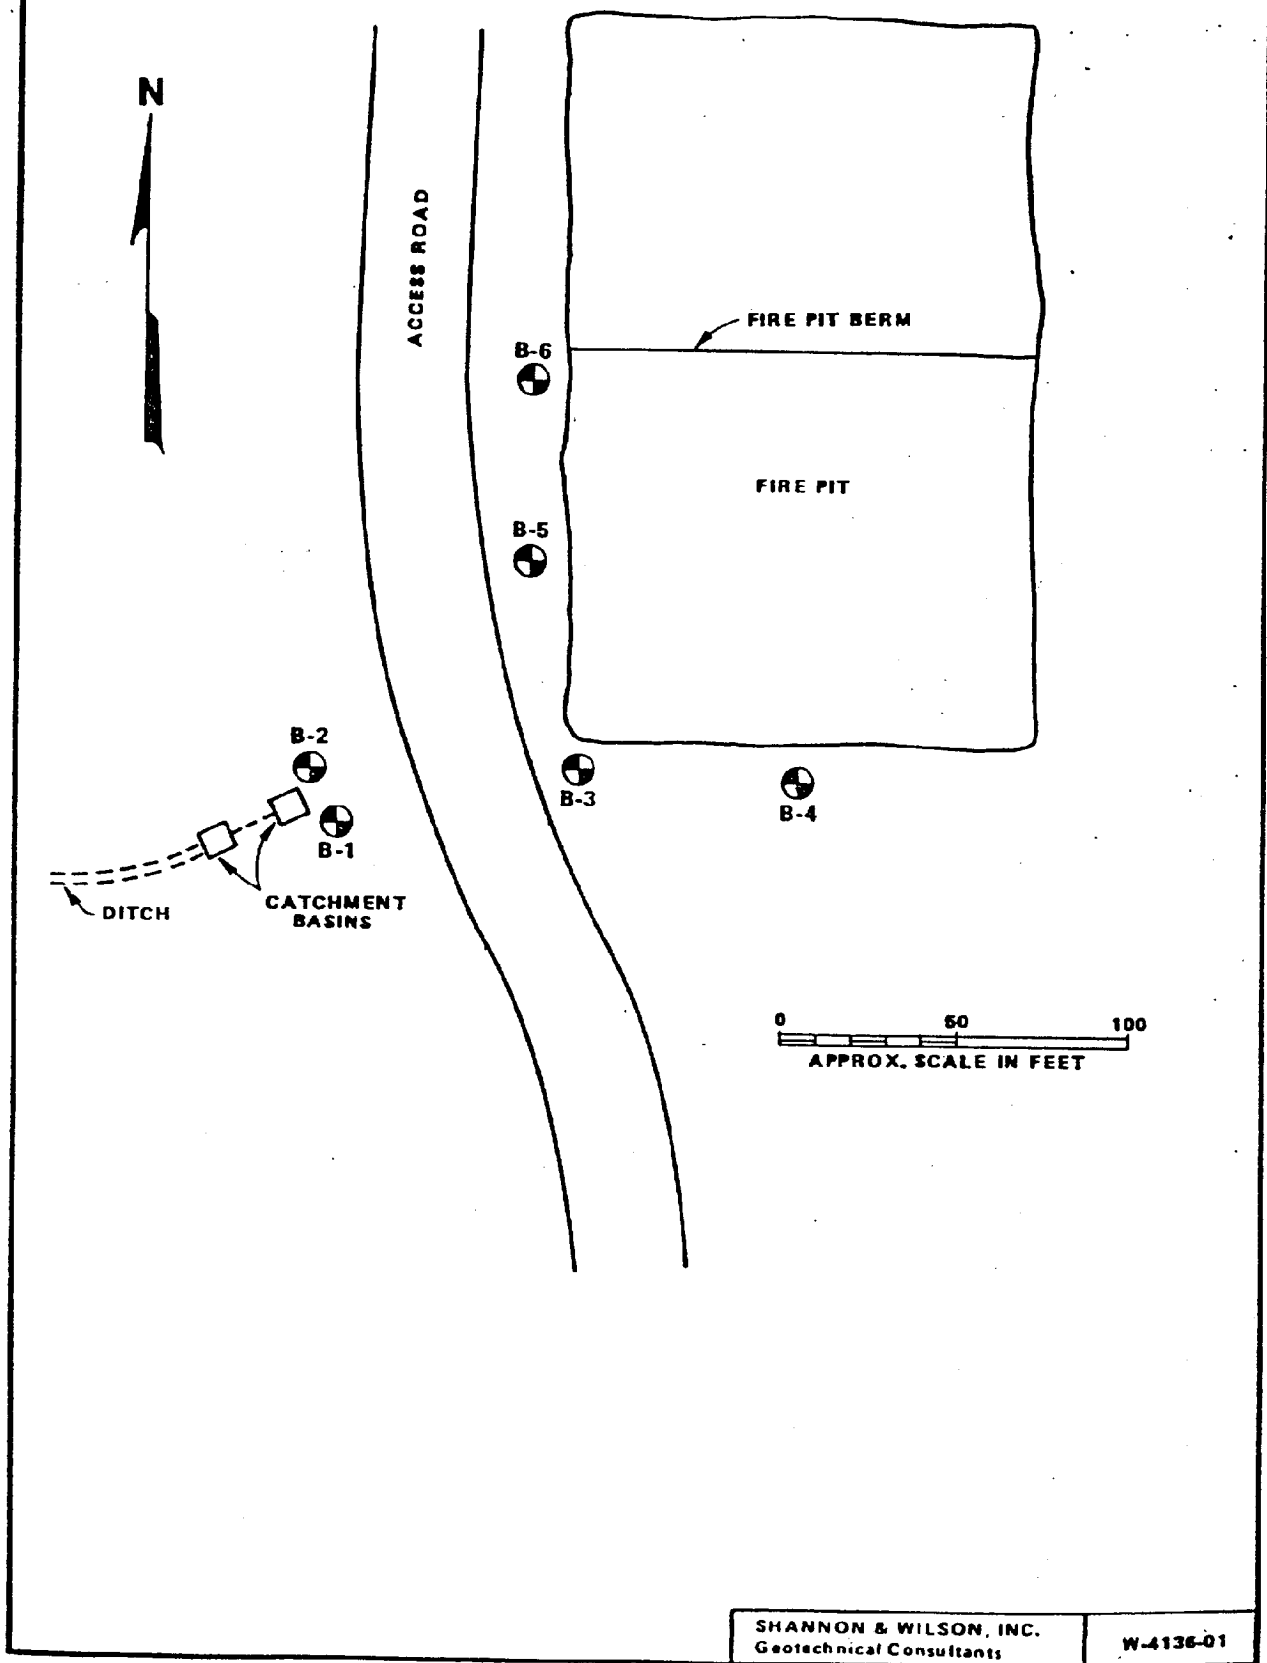 N
ACCESS ROAD
FIRE PIT BERM
B-6
FIRE PIT
B-5
B-2
B-3
B-4
B-1
CATCHMENT
BASINS
DITCH
0 50 100
APPROX. SCALE IN FEET
SHANNON & WILSON, INC.
Geotechnical Consultants
W-4136-01